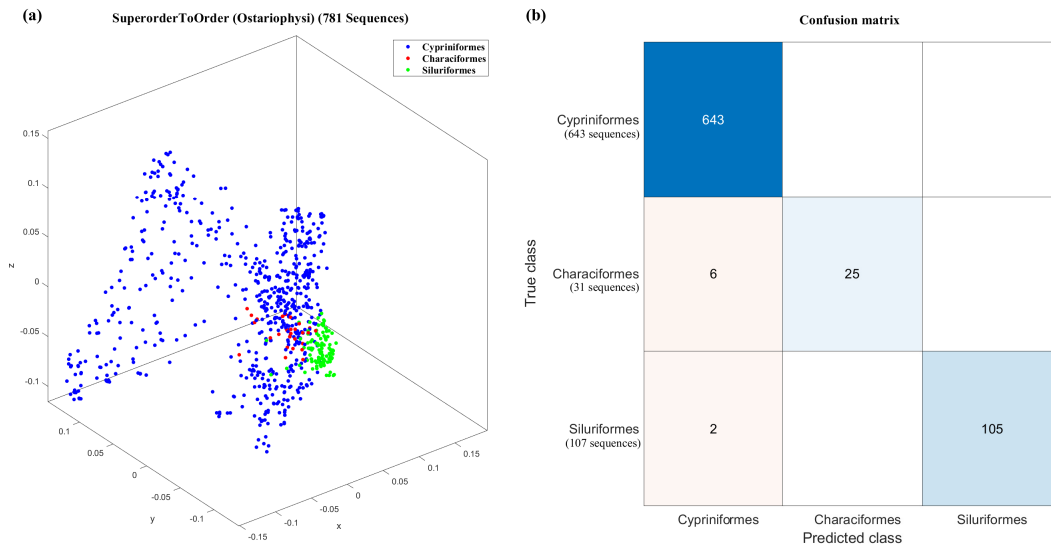 (a)
SuperorderToOrder (Ostariophysi) (781 Sequences)
Cypriniformes
Characiformes
Siluriformes
0.15
0.1
0.05
0
-0.05
-0.1
z
0.1
0.05
0
-0.05
-0.1
y
-0.15
-0.1
-0.05
0
0.05
0.1
0.15
x
(b)
Confusion matrix
True class
Cypriniformes
(643 sequences)
643
Characiformes
(31 sequences)
6
25
Siluriformes
(107 sequences)
2
105
Cypriniformes
Characiformes
Siluriformes
Predicted class